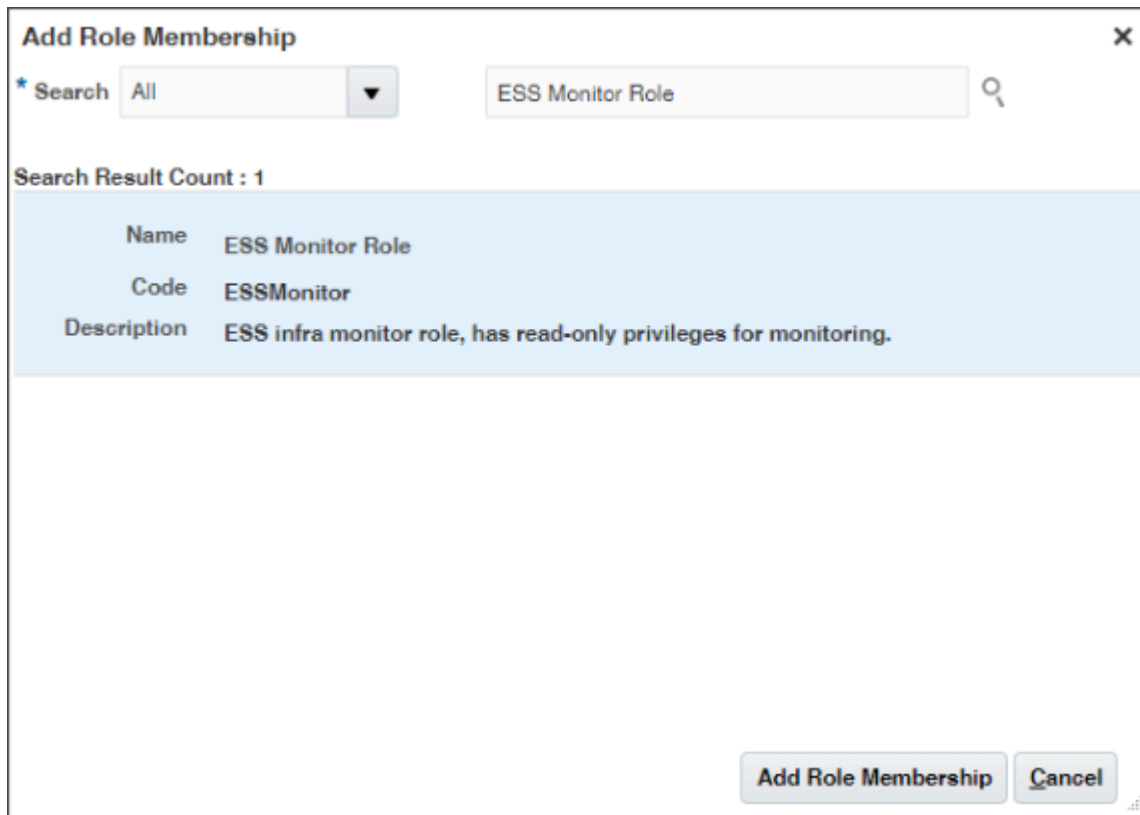 Add Role Membership
* Search All ESS Monitor Role
Search Result Count : 1
Name ESS Monitor Role
Code ESSMonitor
Description ESS infra monitor role, has read-only privileges for monitoring.
Add Role Membership Cancel